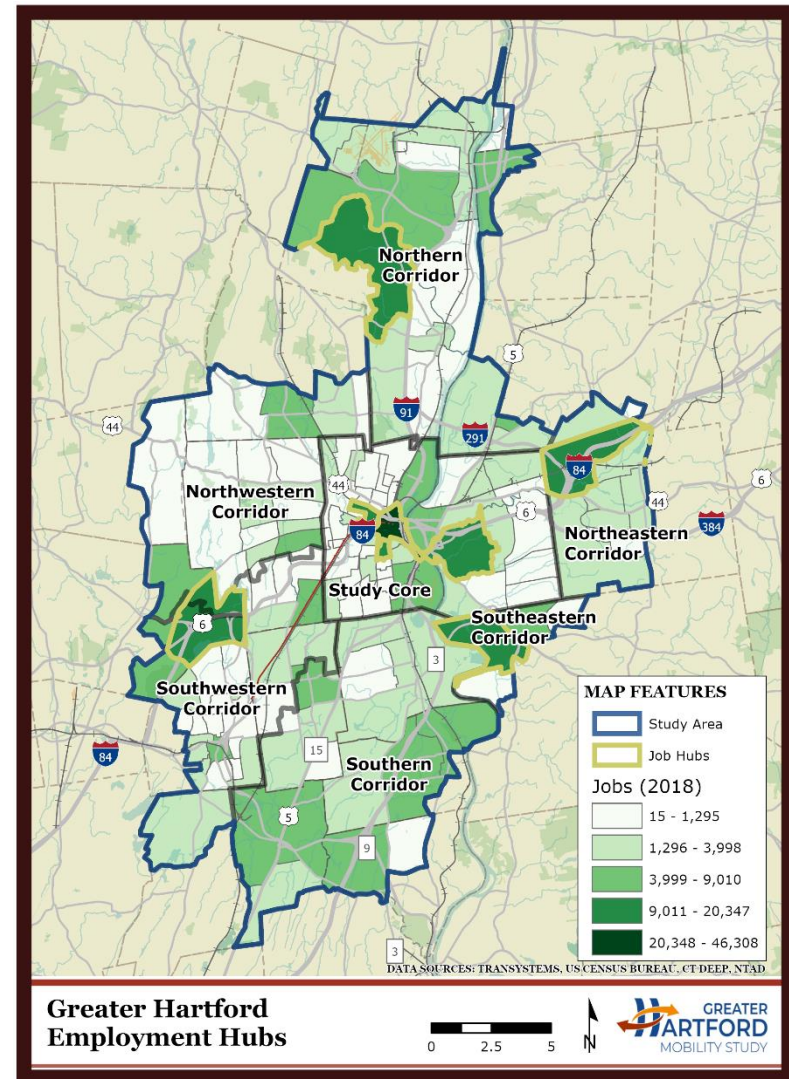 Northern
Corridor
5
44
91
291
84
44
6
Northwestern
Corridor
44
6
384
84
Northeastern
Corridor
Study Core
Southeastern
Corridor
6
3
Southwestern
Corridor
84
15
Southern
Corridor
5
9
3
MAP FEATURES
Study Area
Job Hubs
Jobs (2018)
15 - 1,295
1,296 - 3,998
3,999 - 9,010
9,011 - 20,347
20,348 - 46,308
DATA SOURCES: TRANSYSTEMS, US CENSUS BUREAU, CT DEEP, NTAD
Greater Hartford
Employment Hubs
0 2.5 5
N
GREATER
HARTFORD
MOBILITY STUDY